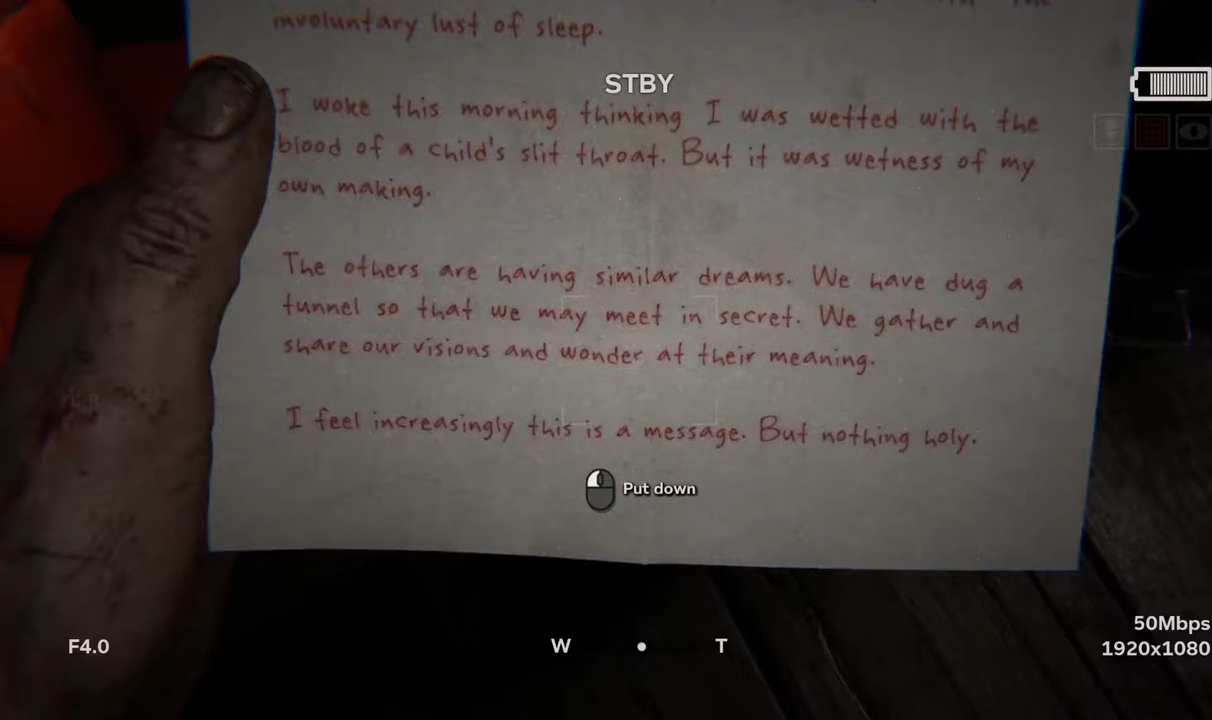 involuntary lust of sleep.
STBY
I woke this morning thinking I was wetted with the
blood of a child's slit throat. But it was wetness of my
own making.
The others are having similar dreams. We have dug a
tunnel so that we may meet in secret. We gather and
share our visions and wonder at their meaning.
I feel increasingly this is a message. But nothing holy.
Put down
F4.0
W
T
50Mbps
1920x1080